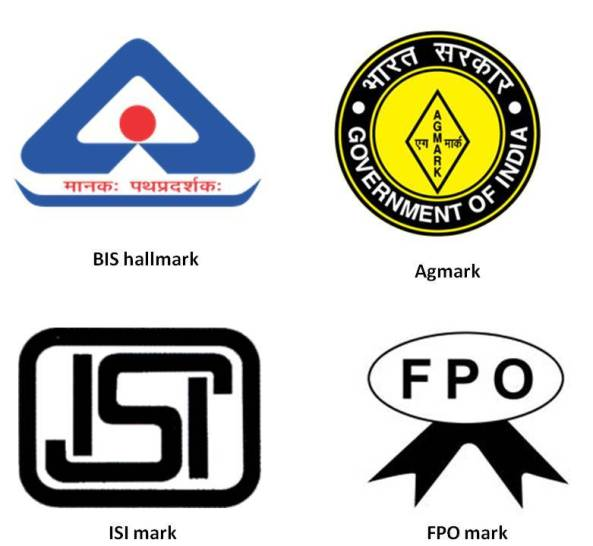 मानकः पथप्रदर्शकः
BIS hallmark
भारत सरकार
AGMARK
एग मार्क
GOVERNMENT OF INDIA
Agmark
ISI
ISI mark
FPO
FPO mark